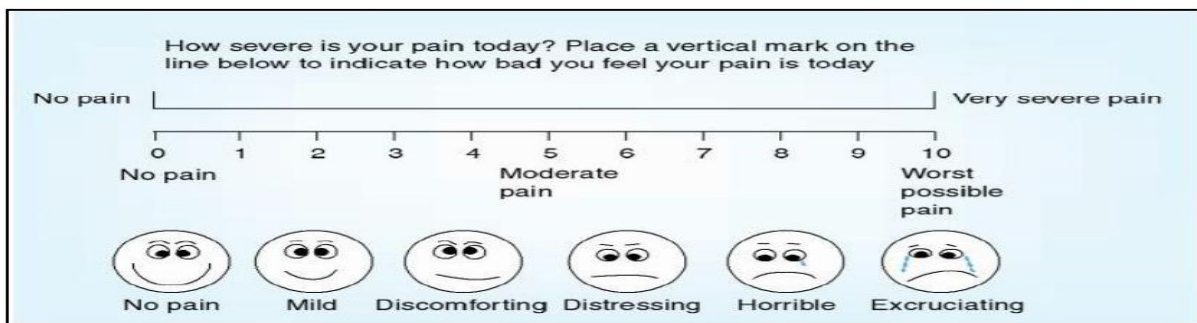 How severe is your pain today? Place a vertical mark on the
line below to indicate how bad you feel your pain is today
No pain Very severe pain
0 1 2 3 4 5 6 7 8 9 10
No pain Moderate pain Worst possible pain
No pain Mild Discomforting Distressing Horrible Excruciating